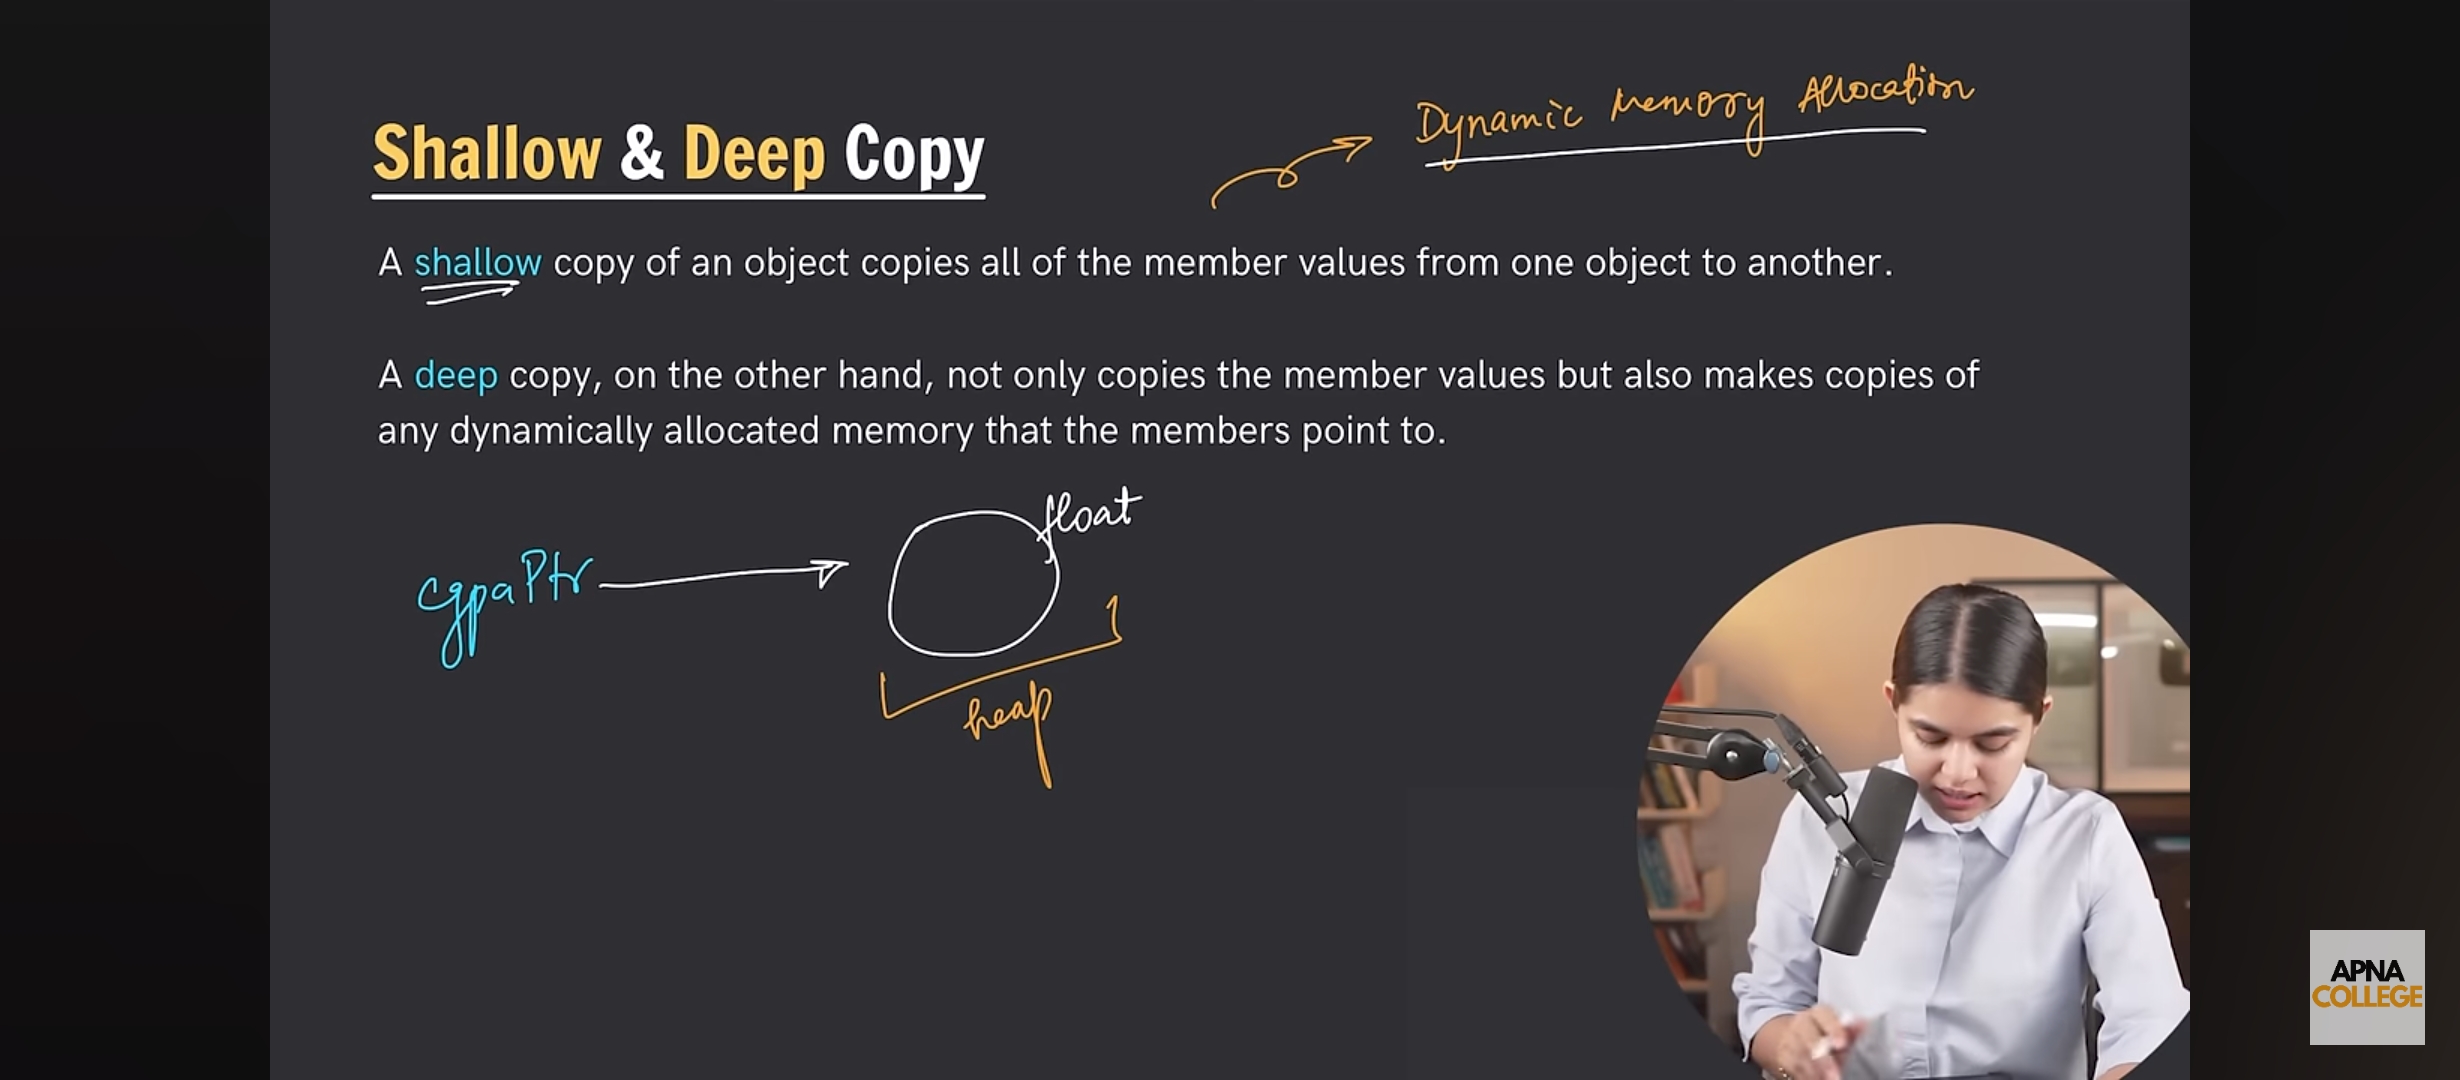 Dynamic Memory Allocation
Shallow & Deep Copy
A shallow copy of an object copies all of the member values from one object to another.
A deep copy, on the other hand, not only copies the member values but also makes copies of
any dynamically allocated memory that the members point to.
float
cgpaPtr
heap
APNA
COLLEGE